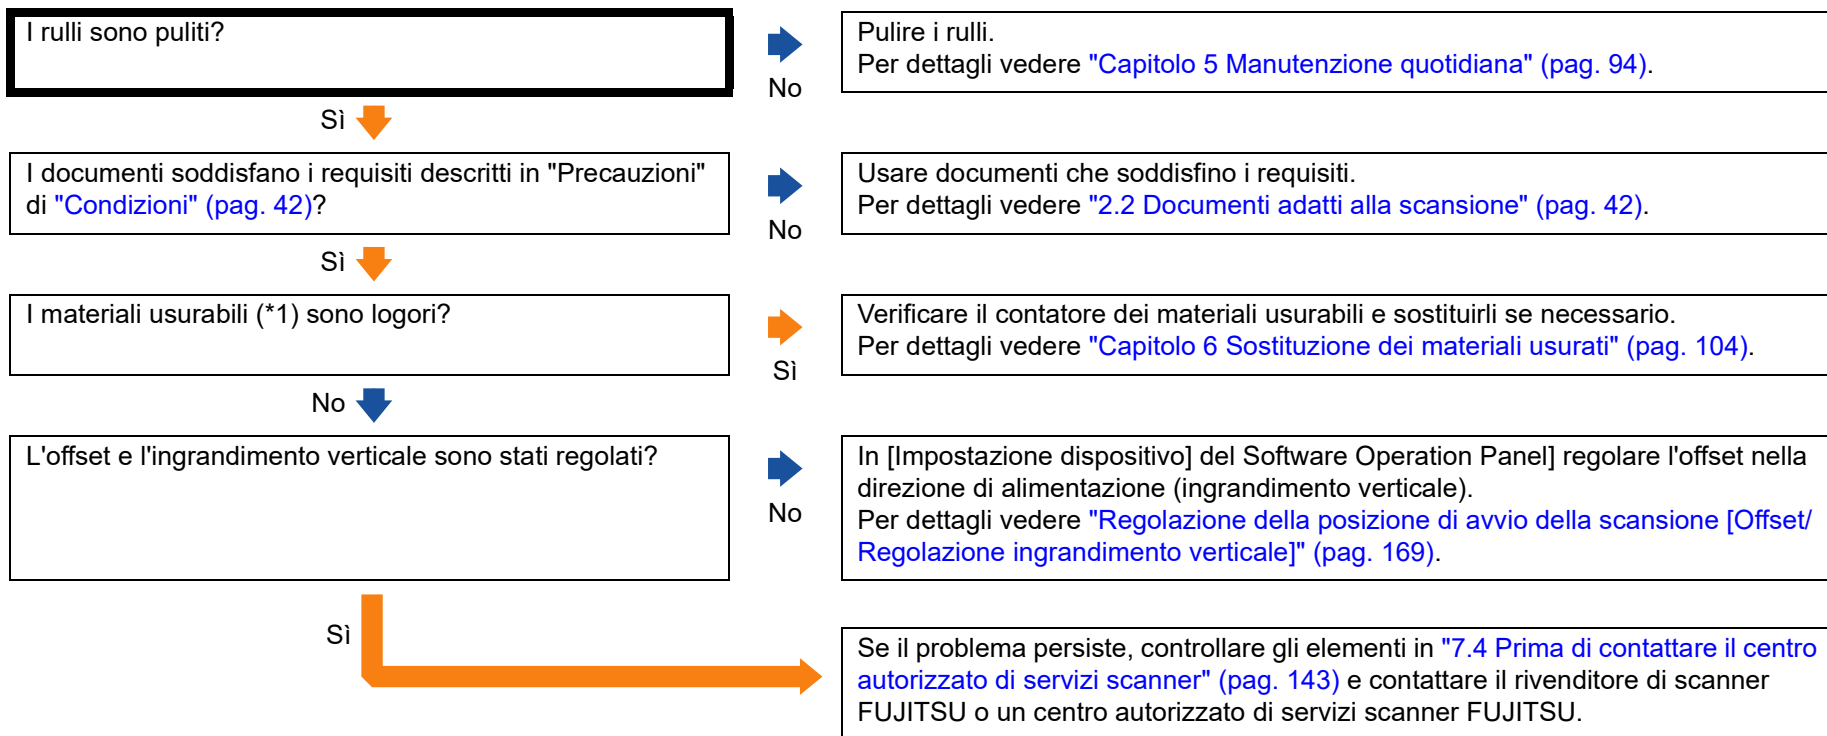 I rulli sono puliti?
No
Pulire i rulli.
Per dettagli vedere "Capitolo 5 Manutenzione quotidiana" (pag. 94).
Sì
I documenti soddisfano i requisiti descritti in "Precauzioni"
di "Condizioni" (pag. 42)?
No
Usare documenti che soddisfino i requisiti.
Per dettagli vedere "2.2 Documenti adatti alla scansione" (pag. 42).
Sì
I materiali usurabili (*1) sono logori?
Sì
Verificare il contatore dei materiali usurabili e sostituirli se necessario.
Per dettagli vedere "Capitolo 6 Sostituzione dei materiali usurati" (pag. 104).
No
L'offset e l'ingrandimento verticale sono stati regolati?
No
In [Impostazione dispositivo] del Software Operation Panel] regolare l'offset nella
direzione di alimentazione (ingrandimento verticale).
Per dettagli vedere "Regolazione della posizione di avvio della scansione [Offset/
Regolazione ingrandimento verticale]" (pag. 169).
Sì
Se il problema persiste, controllare gli elementi in "7.4 Prima di contattare il centro
autorizzato di servizi scanner" (pag. 143) e contattare il rivenditore di scanner
FUJITSU o un centro autorizzato di servizi scanner FUJITSU.